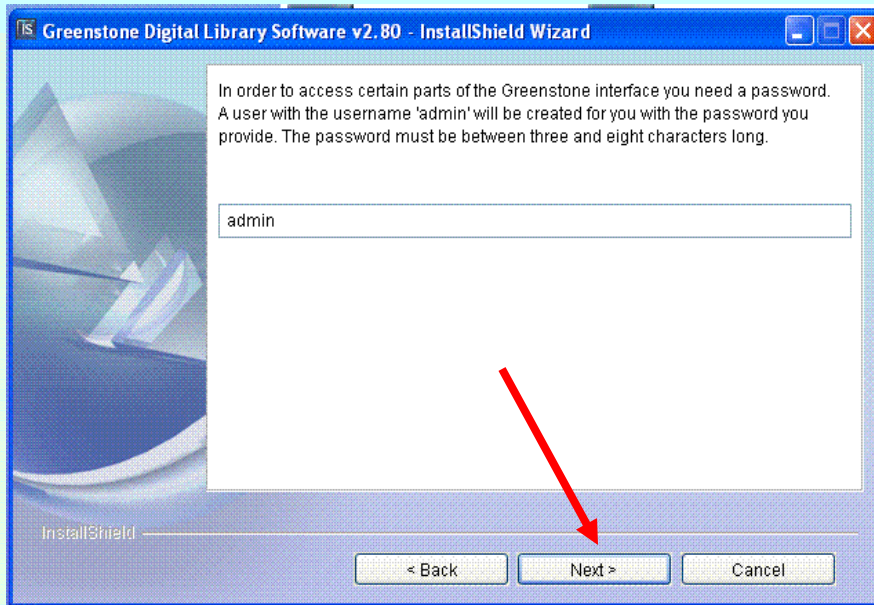 Greenstone Digital Library Software v2.80 - InstallShield Wizard
In order to access certain parts of the Greenstone interface you need a password.
A user with the username 'admin' will be created for you with the password you
provide. The password must be between three and eight characters long.
admin
InstallShield
< Back
Next >
Cancel